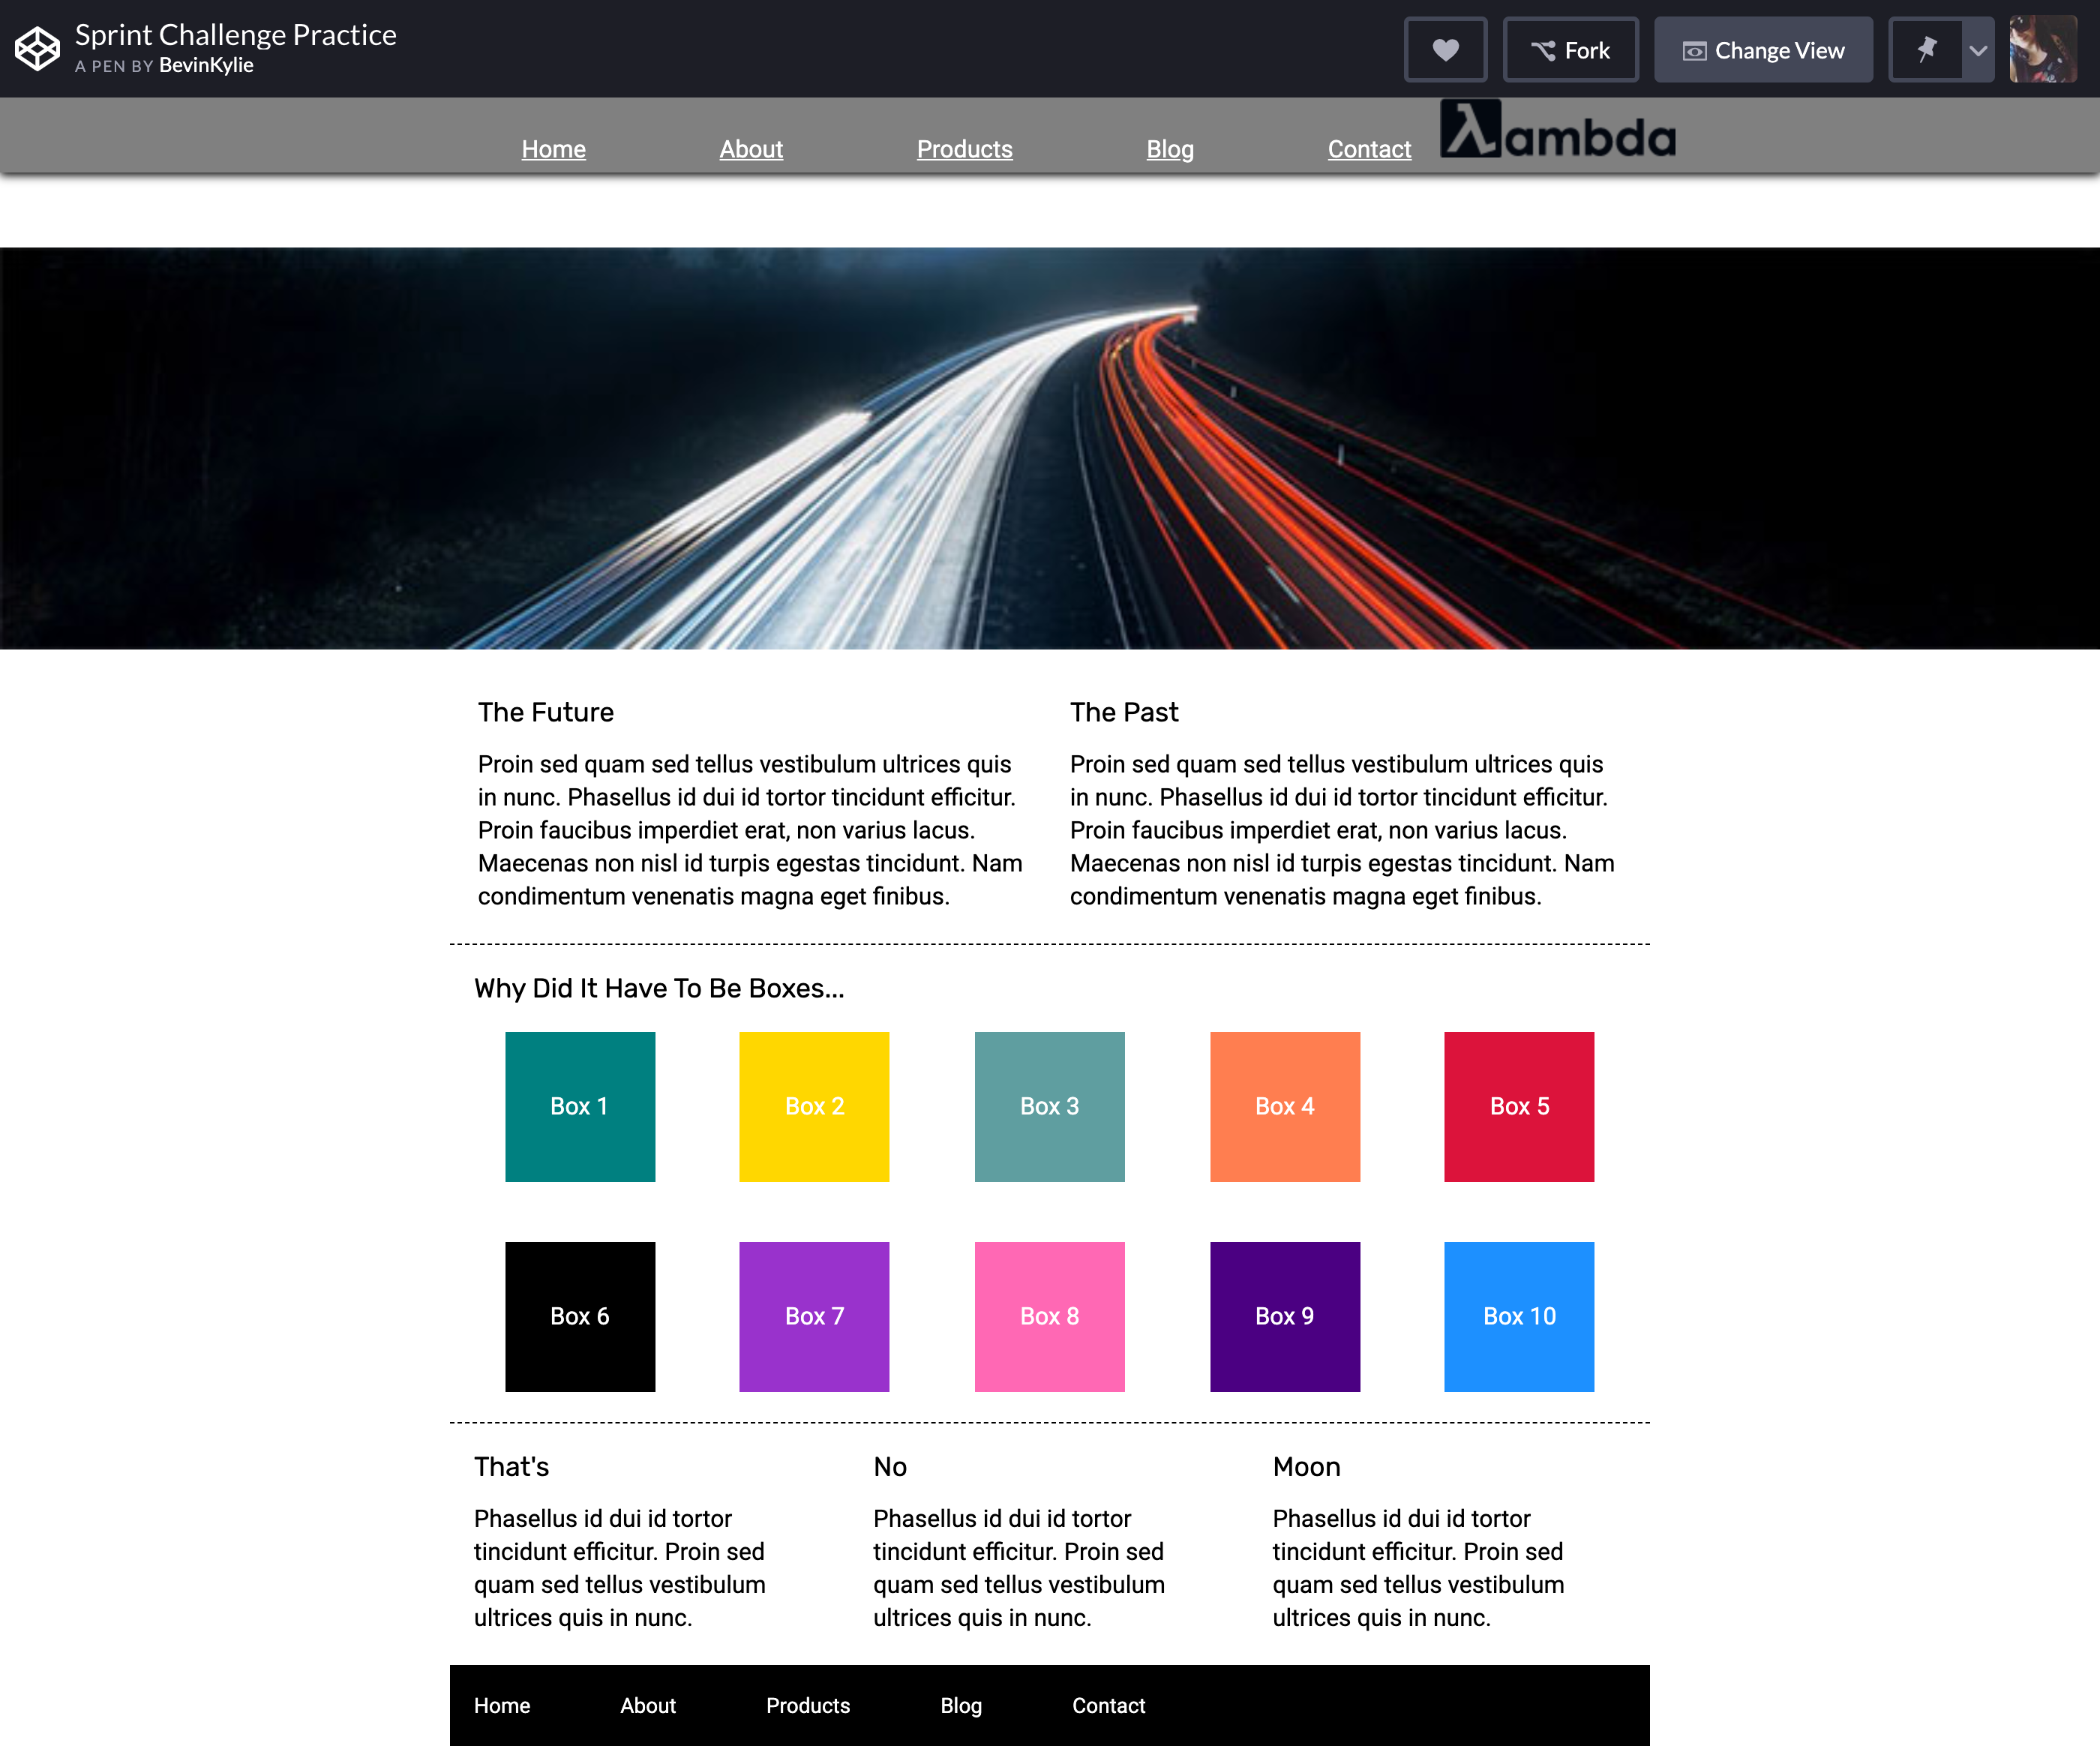 Sprint Challenge Practice
A PEN BY BevinKylie
Fork
Change View
Home About Products Blog Contact
λambda
The Future
Proin sed quam sed tellus vestibulum ultrices quis
in nunc. Phasellus id dui id tortor tincidunt efficitur.
Proin faucibus imperdiet erat, non varius lacus.
Maecenas non nisl id turpis egestas tincidunt. Nam
condimentum venenatis magna eget finibus.
The Past
Proin sed quam sed tellus vestibulum ultrices quis
in nunc. Phasellus id dui id tortor tincidunt efficitur.
Proin faucibus imperdiet erat, non varius lacus.
Maecenas non nisl id turpis egestas tincidunt. Nam
condimentum venenatis magna eget finibus.
Why Did It Have To Be Boxes...
Box 1
Box 2
Box 3
Box 4
Box 5
Box 6
Box 7
Box 8
Box 9
Box 10
That's
Phasellus id dui id tortor
tincidunt efficitur. Proin sed
quam sed tellus vestibulum
ultrices quis in nunc.
No
Phasellus id dui id tortor
tincidunt efficitur. Proin sed
quam sed tellus vestibulum
ultrices quis in nunc.
Moon
Phasellus id dui id tortor
tincidunt efficitur. Proin sed
quam sed tellus vestibulum
ultrices quis in nunc.
Home About Products Blog Contact